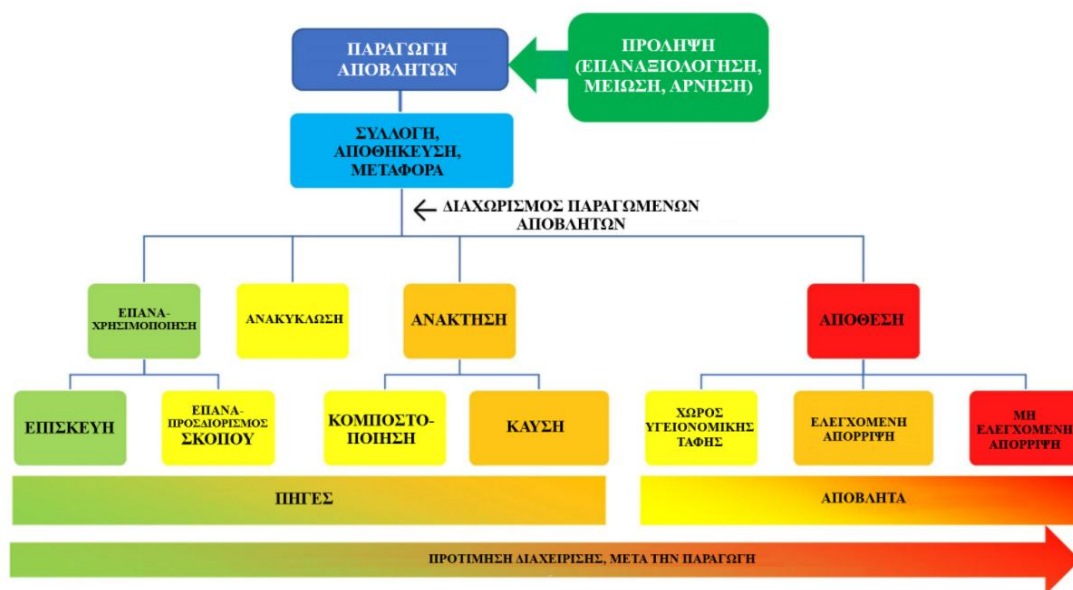 ΠΑΡΑΓΩΓΗ
ΑΠΟΒΛΗΤΩΝ
ΠΡΟΛΗΨΗ
(ΕΠΑΝΑΞΙΟΛΟΓΗΣΗ,
ΜΕΙΩΣΗ, ΑΡΝΗΣΗ)
ΣΥΛΛΟΓΗ,
ΑΠΟΘΗΚΕΥΣΗ,
ΜΕΤΑΦΟΡΑ
ΔΙΑΧΩΡΙΣΜΟΣ ΠΑΡΑΓΩΜΕΝΩΝ
ΑΠΟΒΛΗΤΩΝ
ΕΠΑΝΑ-
ΧΡΗΣΙΜΟΠΟΙΗΣΗ
ΑΝΑΚΥΚΛΩΣΗ
ΑΝΑΚΤΗΣΗ
ΑΠΟΘΕΣΗ
ΕΠΙΣΚΕΥΗ
ΕΠΑΝΑ-
ΠΡΟΣΔΙΟΡΙΣΜΟΣ
ΣΚΟΠΟΥ
ΚΟΜΠΟΣΤΟ-
ΠΟΙΗΣΗ
ΚΑΥΣΗ
ΧΩΡΟΣ
ΥΓΕΙΟΝΟΜΙΚΗΣ
ΤΑΦΗΣ
ΕΛΕΓΧΟΜΕΝΗ
ΑΠΟΡΡΙΨΗ
ΜΗ
ΕΛΕΓΧΟΜΕΝΗ
ΑΠΟΡΡΙΨΗ
ΠΗΓΕΣ
ΑΠΟΒΛΗΤΑ
ΠΡΟΤΙΜΗΣΗ ΔΙΑΧΕΙΡΙΣΗΣ, ΜΕΤΑ ΤΗΝ ΠΑΡΑΓΩΓΗ